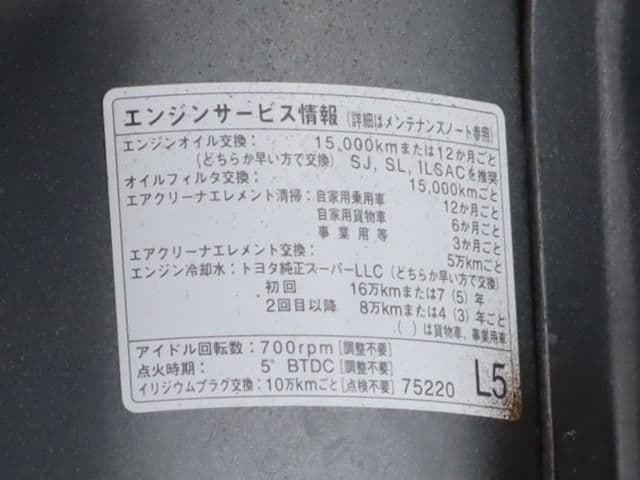 エンジンサービス情報 (詳細はメンテナンスノート参照)
エンジンオイル交換: 15,000kmまたは12か月ごと
(どちらか早い方で交換) SJ, SL, ILSACを推奨
オイルフィルタ交換: 15,000kmごと
エアクリーナエレメント清掃: 自家用乗用車 12か月ごと
自家用貨物車 6か月ごと
事業用等 3か月ごと
エアクリーナエレメント交換: 5万kmごと
エンジン冷却水: トヨタ純正スーパーLLC (どちらか早い方で交換)
初回 16万kmまたは7 (5) 年
2回目以降 8万kmまたは4 (3) 年ごと
( ) は貨物車、事業用車
アイドル回転数: 700rpm [調整不要]
点火時期: 5° BTDC [調整不要]
イリジウムプラグ交換: 10万kmごと [点検不要] 75220 L5